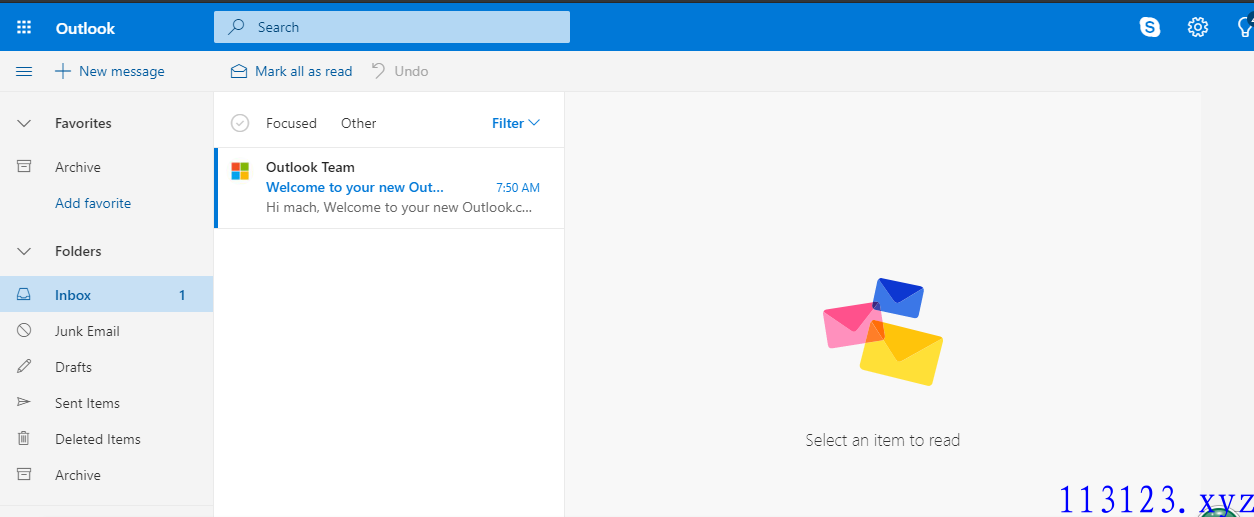 Outlook
Search
New message
Mark all as read
Undo
Favorites
Archive
Add favorite
Folders
Inbox 1
Junk Email
Drafts
Sent Items
Deleted Items
Archive
Focused Other Filter
Outlook Team
Welcome to your new Out... 7:50 AM
Hi mach, Welcome to your new Outlook.c...
Select an item to read
113123.xyz